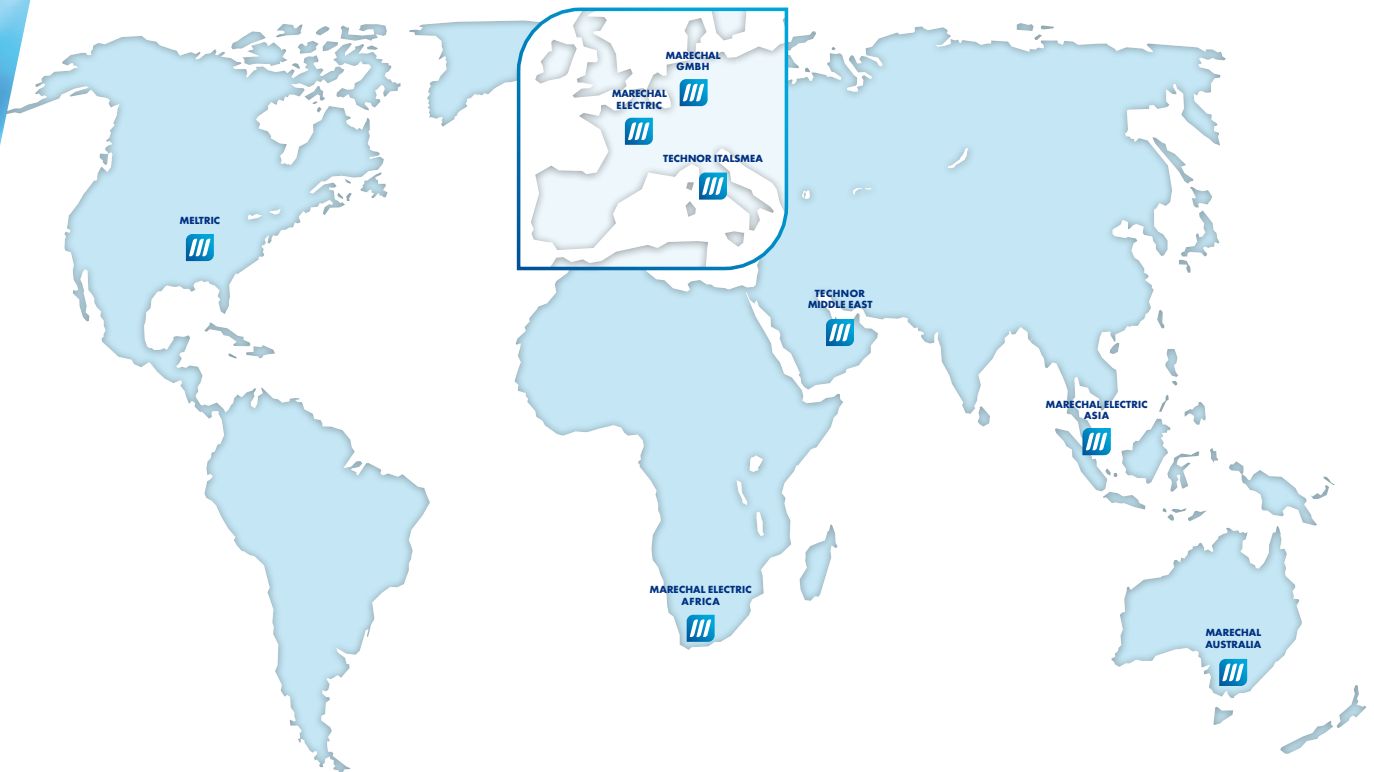 MARECHAL
GMBH
MARECHAL
ELECTRIC
TECHNOR ITALSMEA
MELTRIC
TECHNOR
MIDDLE EAST
MARECHAL ELECTRIC
ASIA
MARECHAL ELECTRIC
AFRICA
MARECHAL
AUSTRALIA